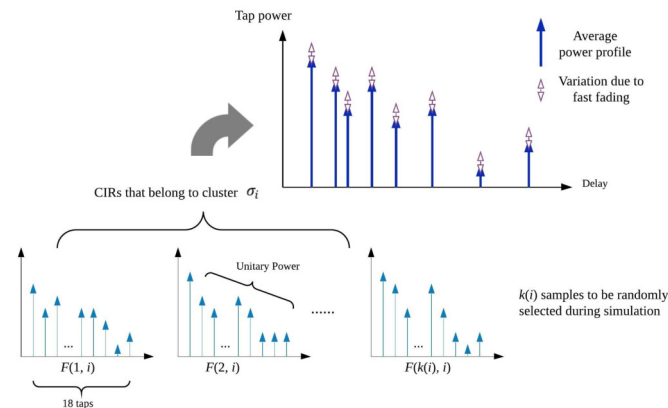 Tap power
Average
power profile
Variation due to
fast fading
Delay
CIRs that belong to cluster σi
Unitary Power
......
k(i) samples to be randomly
selected during simulation
...
...
...
F(1, i)
F(2, i)
F(k(i), i)
18 taps